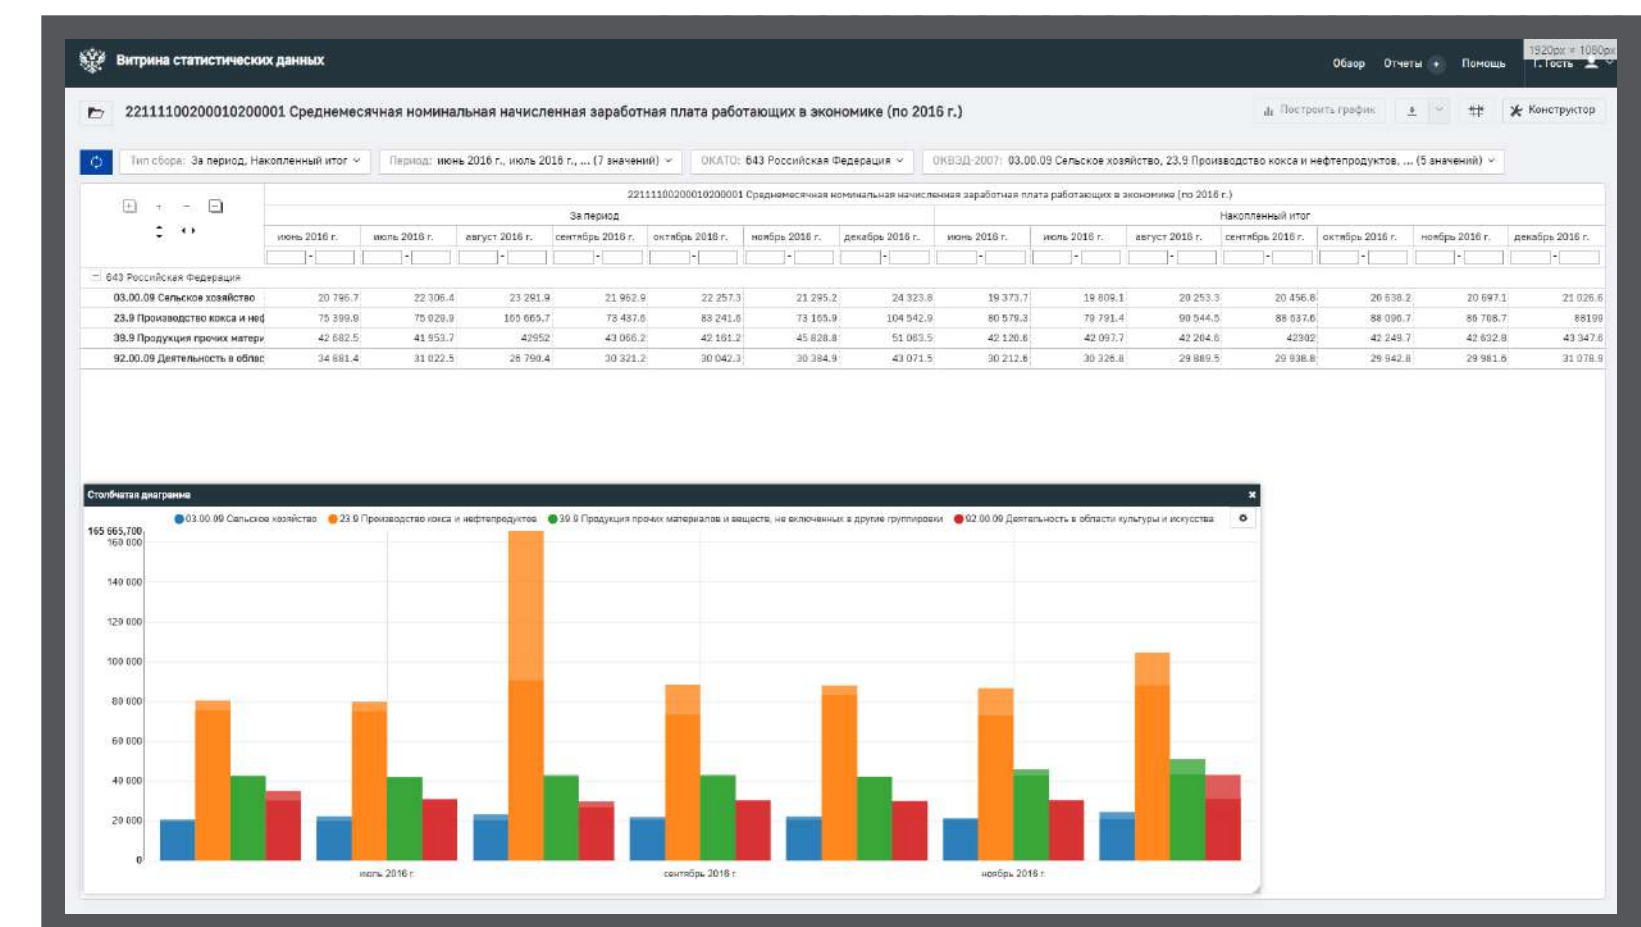 1920px × 1080px
Витрина статистических данных
Обзор Отчеты + Помощь Г. Гость
22111100200010200001 Среднемесячная номинальная начисленная заработная плата работающих в экономике (по 2016 г.)
Построить график Конструктор
Тип сбора: За период, Накопленный итог Период: июнь 2016 г., июль 2016 г., ... (7 значений) ОКАТО: 643 Российская Федерация ОКВЭД-2007: 03.00.09 Сельское хозяйство, 23.9 Производство кокса и нефтепродуктов, ... (5 значений)
22111100200010200001 Среднемесячная номинальная начисленная заработная плата работающих в экономике (по 2016 г.)
За период Накопленный итог
июнь 2016 г. июль 2016 г. август 2016 г. сентябрь 2016 г. октябрь 2016 г. ноябрь 2016 г. декабрь 2016 г. июнь 2016 г. июль 2016 г. август 2016 г. сентябрь 2016 г. октябрь 2016 г. ноябрь 2016 г. декабрь 2016 г.
- - - - - - - - - - - - - -
643 Российская Федерация
03.00.09 Сельское хозяйство 20 796.7 22 306.4 23 291.9 21 962.9 22 257.3 21 295.2 24 323.8 19 373.7 19 809.1 20 253.3 20 456.6 20 638.2 20 697.1 21 026.6
23.9 Производство кокса и неф 75 399.9 75 029.9 165 665.7 73 437.6 83 241.6 73 165.9 104 542.9 80 579.3 79 791.4 90 544.5 88 637.6 88 096.7 86 708.7 88199
39.9 Продукция прочих матери 42 682.5 41 953.7 42952 43 066.2 42 161.2 45 828.8 51 063.5 42 120.6 42 097.7 42 204.6 42302 42 249.7 42 632.8 43 347.6
92.00.09 Деятельность в облас 34 881.4 31 022.5 26 790.4 30 321.2 30 042.3 30 384.9 43 071.5 30 212.6 30 326.8 29 889.5 29 938.8 29 942.8 29 981.6 31 078.9
Столбчатая диаграмма
03.00.09 Сельское хозяйство 23.9 Производство кокса и нефтепродуктов 39.9 Продукция прочих материалов и веществ, не включенных в другие группировки 92.00.09 Деятельность в области культуры и искусства
165 665,700
160 000
140 000
120 000
100 000
80 000
60 000
40 000
20 000
0
июль 2016 г. сентябрь 2016 г. ноябрь 2016 г.